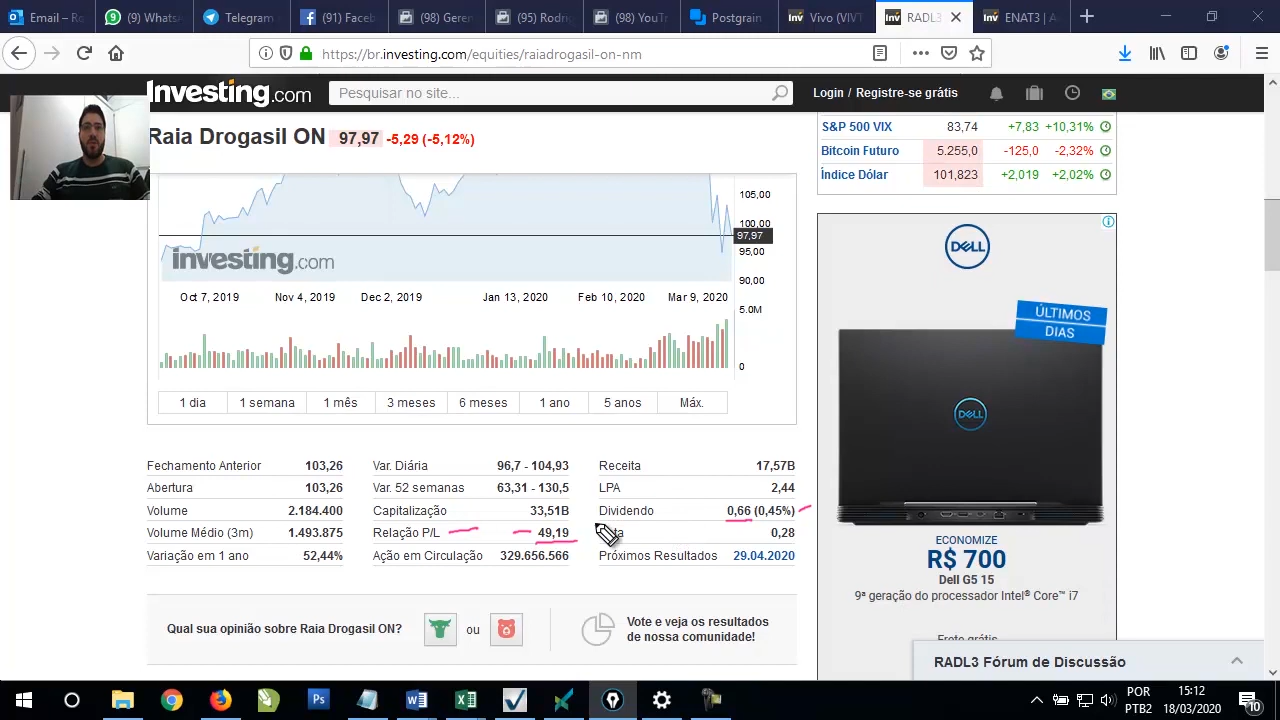 Email – Ro
(9) Whats
Telegram
(91) Faceb
(98) Geren
(95) Rodri
(98) YouT
Postgrain
Vivo (VIVT
RADL3
ENAT3 | A
https://br.investing.com/equities/raiadrogasil-on-nm
Investing.com
Pesquisar no site...
Login / Registre-se grátis
Raia Drogasil ON 97,97 -5,29 (-5,12%)
S&P 500 VIX 83,74 +7,83 +10,31%
Bitcoin Futuro 5.255,0 -125,0 -2,32%
Índice Dólar 101,823 +2,019 +2,02%
105,00
100,00
97,97
95,00
90,00
investing.com
Oct 7, 2019 Nov 4, 2019 Dec 2, 2019 Jan 13, 2020 Feb 10, 2020 Mar 9, 2020
5.0M
0
1 dia 1 semana 1 mês 3 meses 6 meses 1 ano 5 anos Máx.
Fechamento Anterior 103,26 Var. Diária 96,7 - 104,93 Receita 17,57B
Abertura 103,26 Var. 52 semanas 63,31 - 130,5 LPA 2,44
Volume 2.184.400 Capitalização 33,51B Dividendo 0,66 (0,45%)
Volume Médio (3m) 1.493.875 Relação P/L 49,19 0,28
Variação em 1 ano 52,44% Ação em Circulação 329.656.566 Próximos Resultados 29.04.2020
Qual sua opinião sobre Raia Drogasil ON? ou
Vote e veja os resultados
de nossa comunidade!
DELL
ÚLTIMOS
DIAS
DELL
ECONOMIZE
R$ 700
Dell G5 15
9ª geração do processador Intel® Core™ i7
Frete grátis
RADL3 Fórum de Discussão
POR
PTB2
15:12
18/03/2020
10